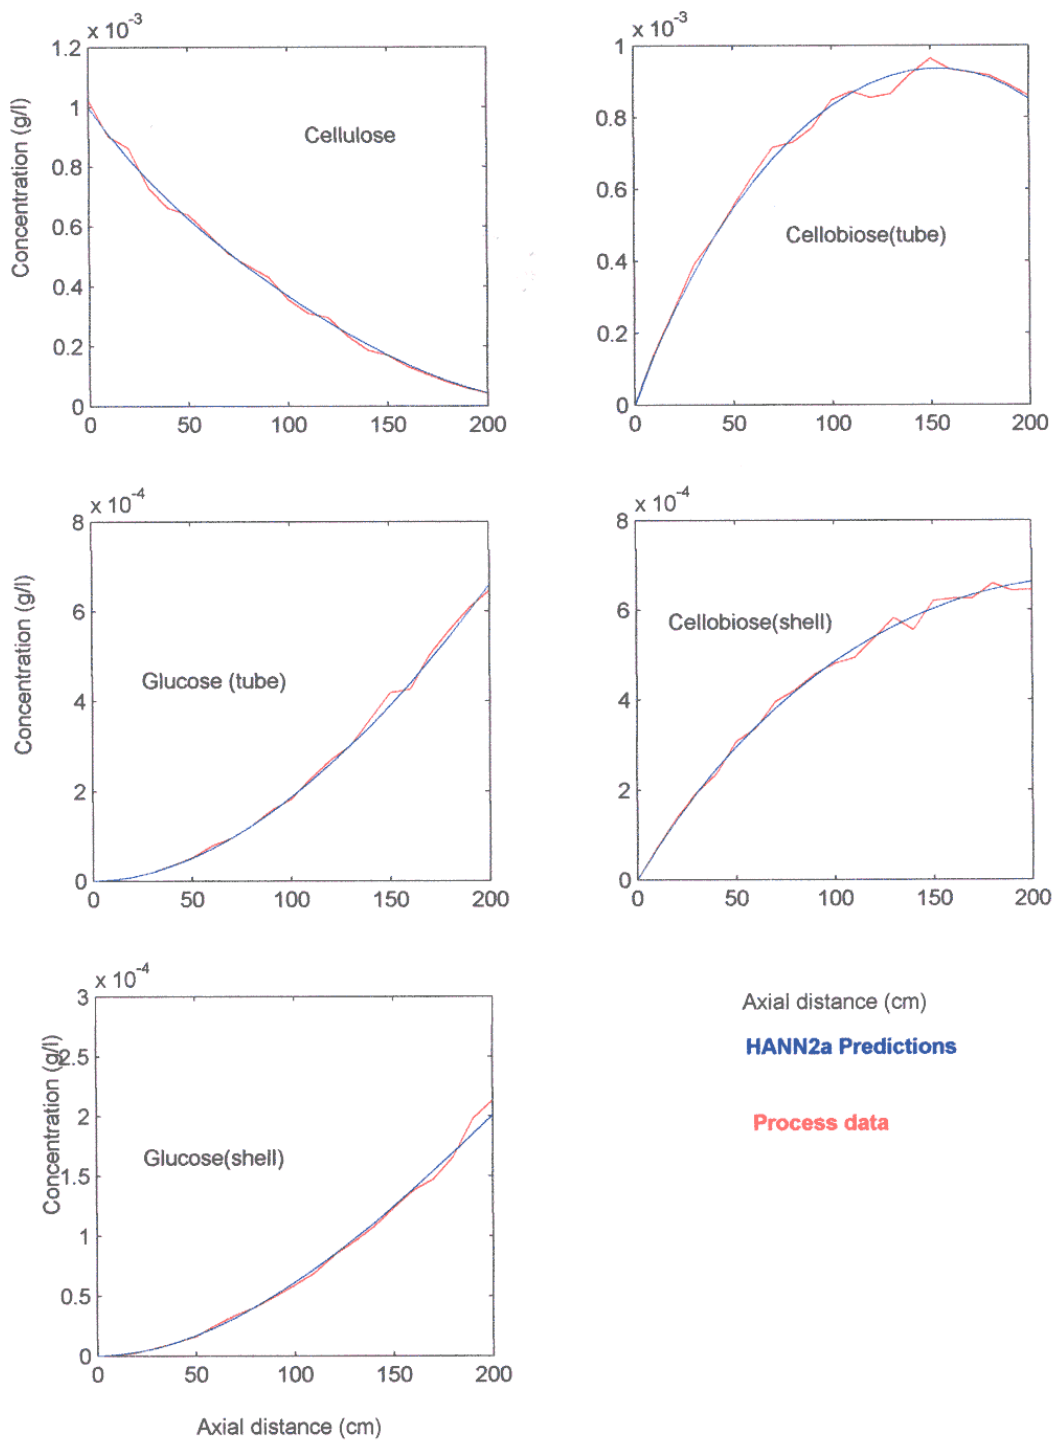 x 10-3
1.2
1
0.8
0.6
0.4
0.2
0
0 50 100 150 200
Concentration (g/l)
Cellulose
x 10-3
1
0.8
0.6
0.4
0.2
0
0 50 100 150 200
Cellobiose(tube)
x 10-4
8
6
4
2
0
0 50 100 150 200
Concentration (g/l)
Glucose (tube)
x 10-4
8
6
4
2
0
0 50 100 150 200
Cellobiose(shell)
x 10-4
3
2.5
2
1.5
1
0.5
0
0 50 100 150 200
Concentration (g/l)
Glucose(shell)
Axial distance (cm)
Axial distance (cm)
HANN2a Predictions
Process data